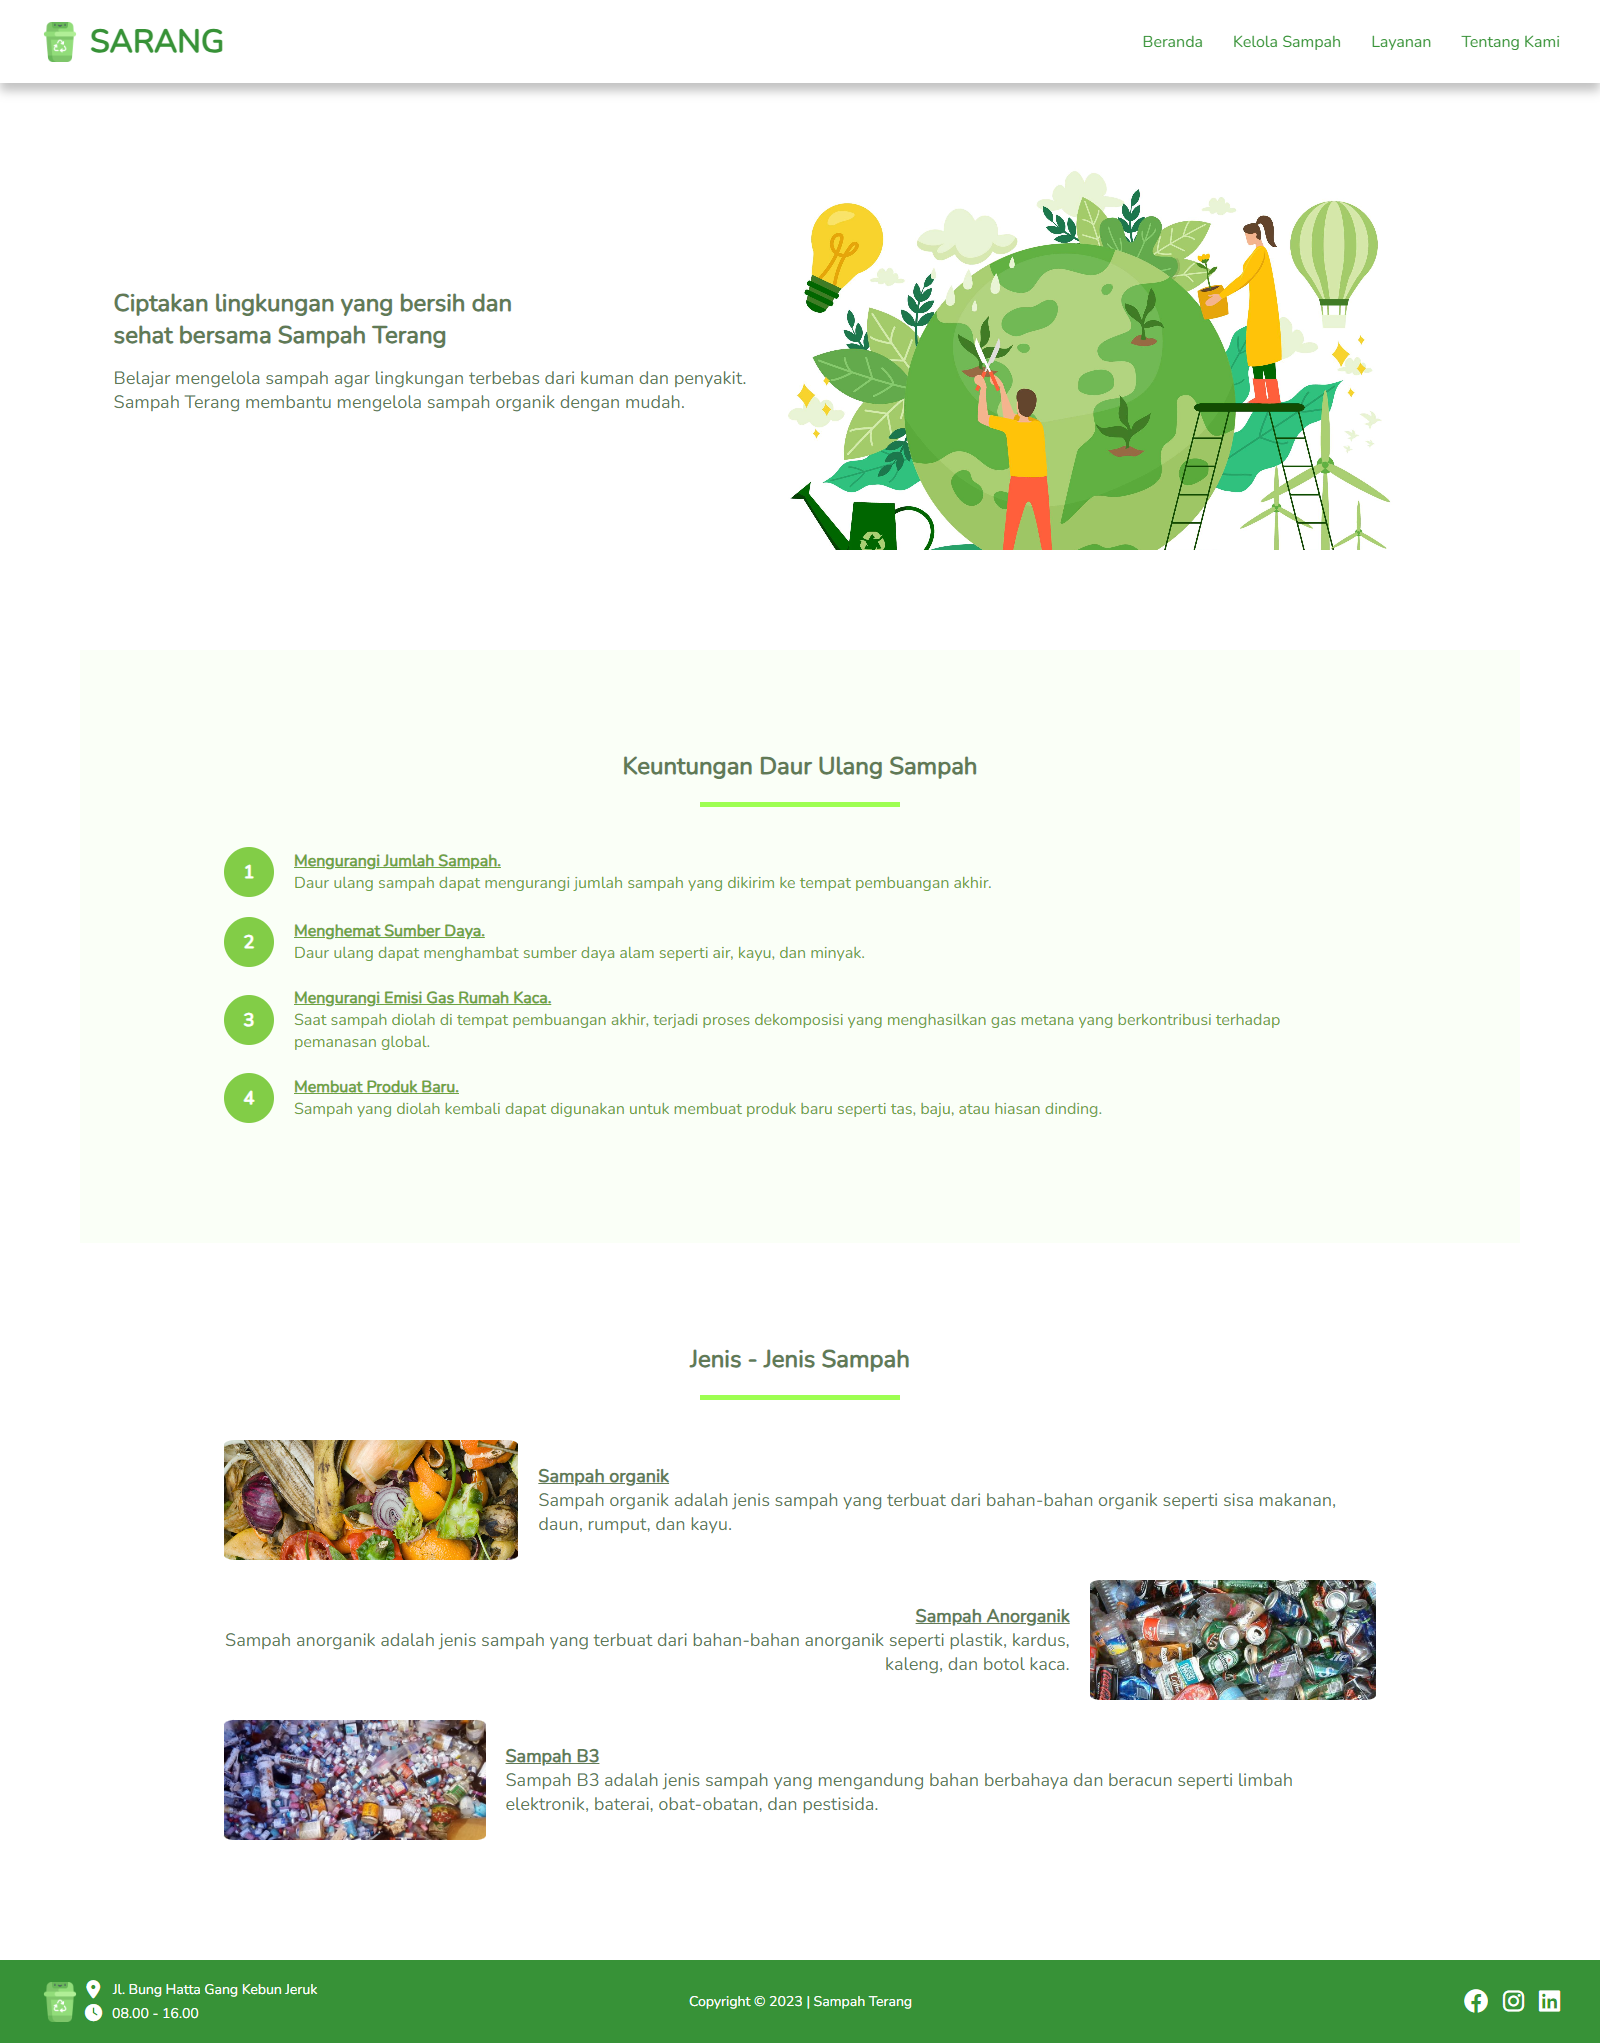 SARANG
Beranda Kelola Sampah Layanan Tentang Kami
Ciptakan lingkungan yang bersih dan
sehat bersama Sampah Terang
Belajar mengelola sampah agar lingkungan terbebas dari kuman dan penyakit.
Sampah Terang membantu mengelola sampah organik dengan mudah.
Keuntungan Daur Ulang Sampah
1
Mengurangi Jumlah Sampah.
Daur ulang sampah dapat mengurangi jumlah sampah yang dikirim ke tempat pembuangan akhir.
2
Menghemat Sumber Daya.
Daur ulang dapat menghambat sumber daya alam seperti air, kayu, dan minyak.
3
Mengurangi Emisi Gas Rumah Kaca.
Saat sampah diolah di tempat pembuangan akhir, terjadi proses dekomposisi yang menghasilkan gas metana yang berkontribusi terhadap
pemanasan global.
4
Membuat Produk Baru.
Sampah yang diolah kembali dapat digunakan untuk membuat produk baru seperti tas, baju, atau hiasan dinding.
Jenis - Jenis Sampah
Sampah organik
Sampah organik adalah jenis sampah yang terbuat dari bahan-bahan organik seperti sisa makanan,
daun, rumput, dan kayu.
Sampah Anorganik
Sampah anorganik adalah jenis sampah yang terbuat dari bahan-bahan anorganik seperti plastik, kardus,
kaleng, dan botol kaca.
Sampah B3
Sampah B3 adalah jenis sampah yang mengandung bahan berbahaya dan beracun seperti limbah
elektronik, baterai, obat-obatan, dan pestisida.
Jl. Bung Hatta Gang Kebun Jeruk
08.00 - 16.00
Copyright © 2023 | Sampah Terang